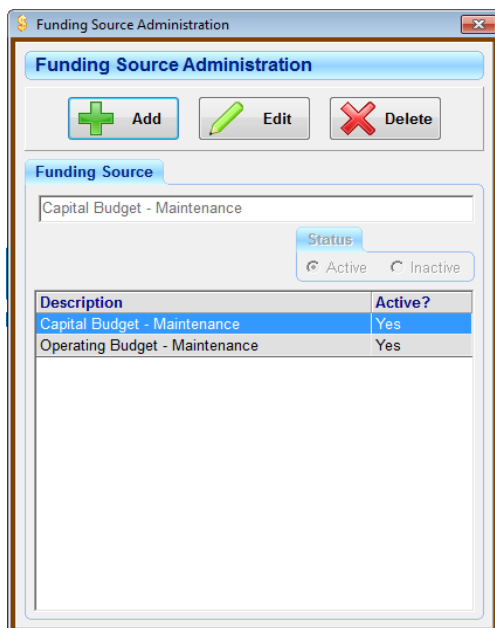 Funding Source Administration
Funding Source Administration
Add Edit Delete
Funding Source
Capital Budget - Maintenance
Status
Active Inactive
Description Active?
Capital Budget - Maintenance Yes
Operating Budget - Maintenance Yes